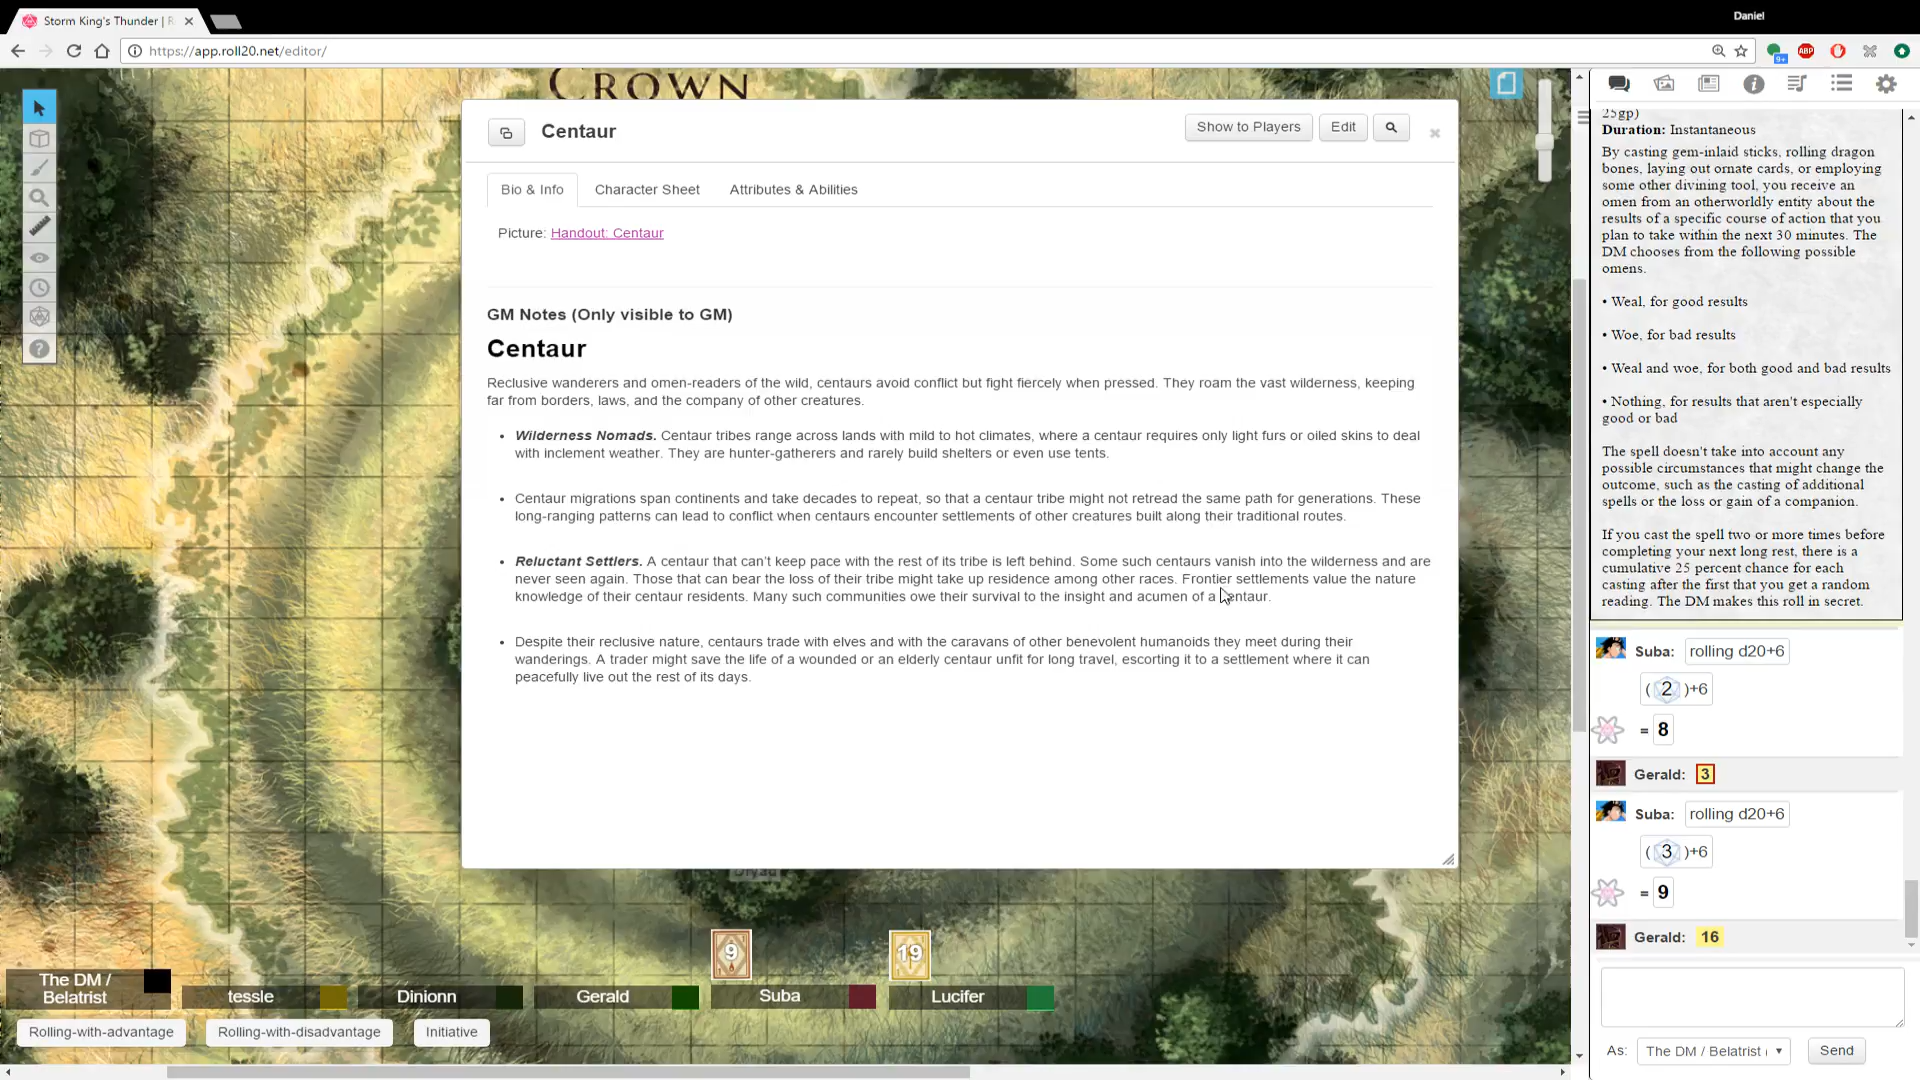 Storm King's Thunder | R
Daniel
https://app.roll20.net/editor/
9+
ABP
CROWN
Centaur
Show to Players
Edit
Bio & Info
Character Sheet
Attributes & Abilities
Picture: Handout: Centaur
GM Notes (Only visible to GM)
Centaur
Reclusive wanderers and omen-readers of the wild, centaurs avoid conflict but fight fiercely when pressed. They roam the vast wilderness, keeping
far from borders, laws, and the company of other creatures.
• Wilderness Nomads. Centaur tribes range across lands with mild to hot climates, where a centaur requires only light furs or oiled skins to deal
with inclement weather. They are hunter-gatherers and rarely build shelters or even use tents.
• Centaur migrations span continents and take decades to repeat, so that a centaur tribe might not retread the same path for generations. These
long-ranging patterns can lead to conflict when centaurs encounter settlements of other creatures built along their traditional routes.
• Reluctant Settlers. A centaur that can't keep pace with the rest of its tribe is left behind. Some such centaurs vanish into the wilderness and are
never seen again. Those that can bear the loss of their tribe might take up residence among other races. Frontier settlements value the nature
knowledge of their centaur residents. Many such communities owe their survival to the insight and acumen of a centaur.
• Despite their reclusive nature, centaurs trade with elves and with the caravans of other benevolent humanoids they meet during their
wanderings. A trader might save the life of a wounded or an elderly centaur unfit for long travel, escorting it to a settlement where it can
peacefully live out the rest of its days.
Dryad
9
19
The DM /
Belatrist
tessle
Dinionn
Gerald
Suba
Lucifer
Rolling-with-advantage
Rolling-with-disadvantage
Initiative
25gp)
Duration: Instantaneous
By casting gem-inlaid sticks, rolling dragon
bones, laying out ornate cards, or employing
some other divining tool, you receive an
omen from an otherworldly entity about the
results of a specific course of action that you
plan to take within the next 30 minutes. The
DM chooses from the following possible
omens.
• Weal, for good results
• Woe, for bad results
• Weal and woe, for both good and bad results
• Nothing, for results that aren't especially
good or bad
The spell doesn't take into account any
possible circumstances that might change the
outcome, such as the casting of additional
spells or the loss or gain of a companion.
If you cast the spell two or more times before
completing your next long rest, there is a
cumulative 25 percent chance for each
casting after the first that you get a random
reading. The DM makes this roll in secret.
Suba: rolling d20+6
(2)+6
= 8
Gerald: 3
Suba: rolling d20+6
(3)+6
= 9
Gerald: 16
As: The DM / Belatrist (
Send